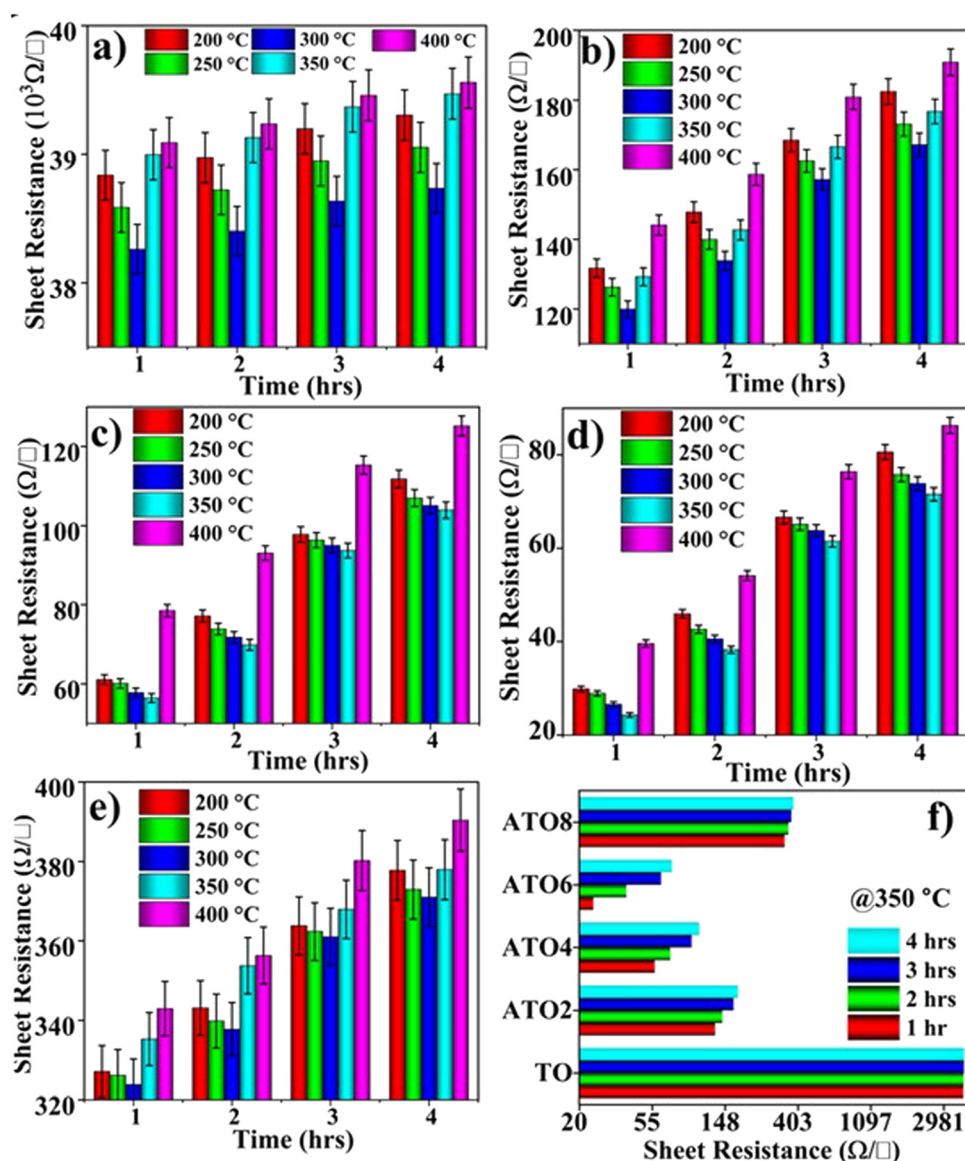 a)
200 °C 300 °C 400 °C
250 °C 350 °C
Sheet Resistance (10³Ω/□)
40
39
38
1 2 3 4
Time (hrs)
b)
200 °C
250 °C
300 °C
350 °C
400 °C
Sheet Resistance (Ω/□)
200
180
160
140
120
1 2 3 4
Time (hrs)
c)
200 °C
250 °C
300 °C
350 °C
400 °C
Sheet Resistance (Ω/□)
120
100
80
60
1 2 3 4
Time (hrs)
d)
200 °C
250 °C
300 °C
350 °C
400 °C
Sheet Resistance (Ω/□)
80
60
40
20
1 2 3 4
Time (hrs)
e)
200 °C
250 °C
300 °C
350 °C
400 °C
Sheet Resistance (Ω/□)
400
380
360
340
320
1 2 3 4
Time (hrs)
f)
ATO8
ATO6
ATO4
ATO2
TO
@350 °C
4 hrs
3 hrs
2 hrs
1 hr
20 55 148 403 1097 2981
Sheet Resistance (Ω/□)